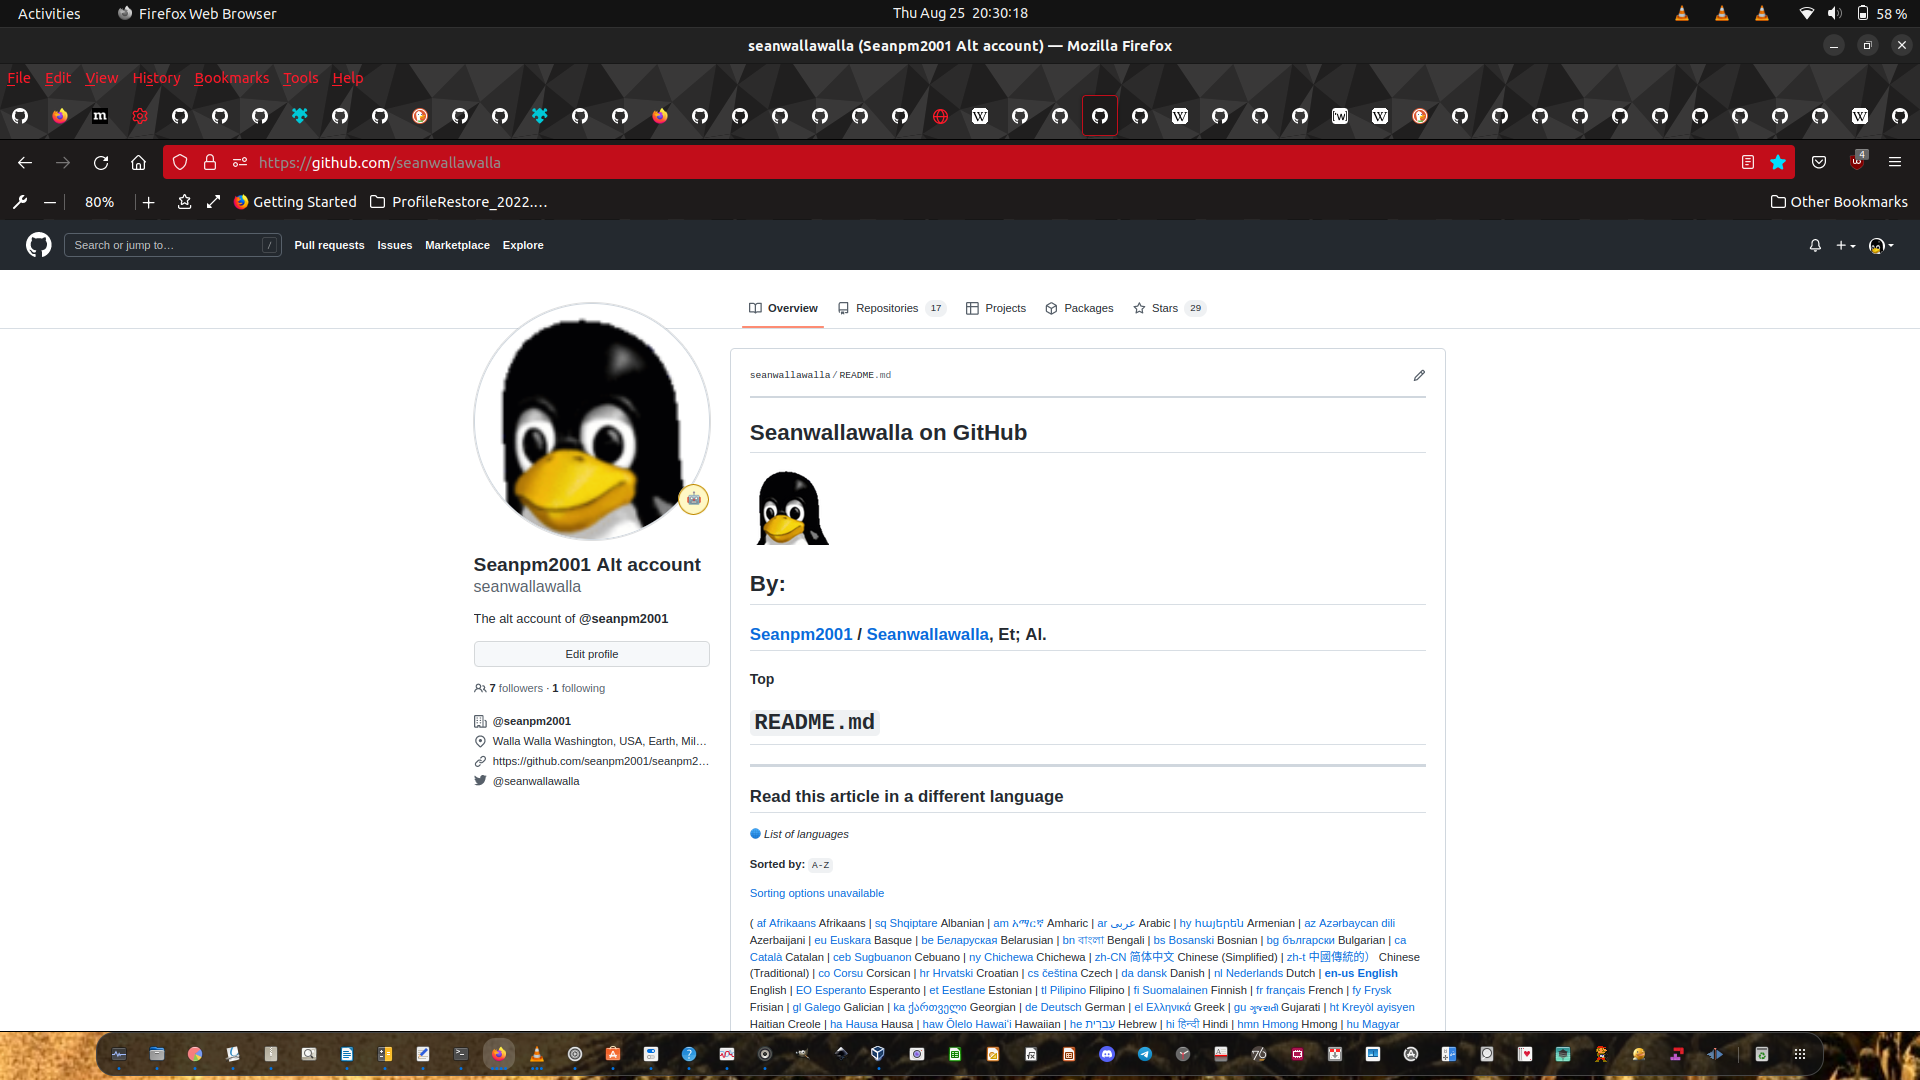 Activities Firefox Web Browser Thu Aug 25 20:30:18 58 %
seanwallawalla (Seanpm2001 Alt account) — Mozilla Firefox
File Edit View History Bookmarks Tools Help
https://github.com/seanwallawalla 4
80% Getting Started ProfileRestore_2022.... Other Bookmarks
Search or jump to... / Pull requests Issues Marketplace Explore
Overview Repositories 17 Projects Packages Stars 29
seanwallawalla/README.md
Seanwallawalla on GitHub
By:
Seanpm2001 / Seanwallawalla, Et; Al.
Top
README.md
Read this article in a different language
List of languages
Sorted by: A-Z
Sorting options unavailable
( af Afrikaans Afrikaans | sq Shqiptare Albanian | am አማርኛ Amharic | ar عربى Arabic | hy հայերեն Armenian | az Azərbaycan dili
Azerbaijani | eu Euskara Basque | be Беларуская Belarusian | bn বাংলা Bengali | bs Bosanski Bosnian | bg български Bulgarian | ca
Català Catalan | ceb Sugbuanon Cebuano | ny Chichewa Chichewa | zh-CN 简体中文 Chinese (Simplified) | zh-t 中國傳統的） Chinese
(Traditional) | co Corsu Corsican | hr Hrvatski Croatian | cs čeština Czech | da dansk Danish | nl Nederlands Dutch | en-us English
English | EO Esperanto Esperanto | et Eestlane Estonian | tl Pilipino Filipino | fi Suomalainen Finnish | fr français French | fy Frysk
Frisian | gl Galego Galician | ka ქართველი Georgian | de Deutsch German | el Ελληνικά Greek | gu ગુજરાતી Gujarati | ht Kreyòl ayisyen
Haitian Creole | ha Hausa Hausa | haw Ōlelo Hawaiʻi Hawaiian | he עִברִית Hebrew | hi हिन्दी Hindi | hmn Hmong Hmong | hu Magyar
Seanpm2001 Alt account
seanwallawalla
The alt account of @seanpm2001
Edit profile
7 followers · 1 following
@seanpm2001
Walla Walla Washington, USA, Earth, Mil...
https://github.com/seanpm2001/seanpm2...
@seanwallawalla